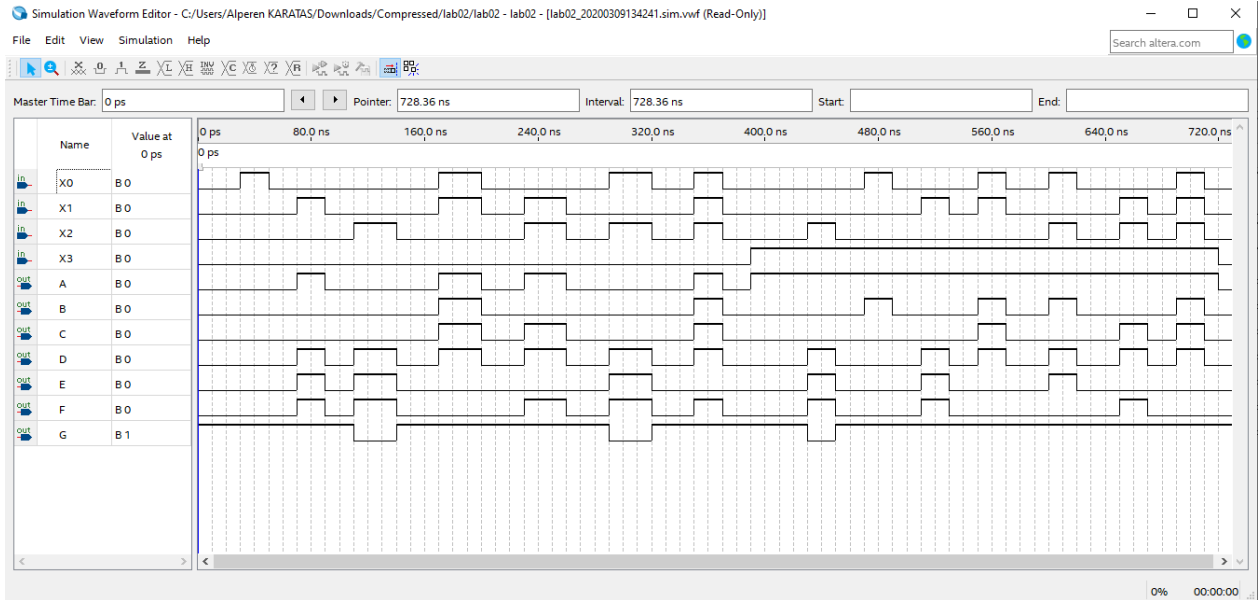 Simulation Waveform Editor - C:/Users/Alperen KARATAS/Downloads/Compressed/lab02/lab02 - lab02 - [lab02_20200309134241.sim.vwf (Read-Only)]
File Edit View Simulation Help
Search altera.com
Master Time Bar: 0 ps Pointer: 728.36 ns Interval: 728.36 ns Start: End:
Name Value at 0 ps
0 ps 80.0 ns 160.0 ns 240.0 ns 320.0 ns 400.0 ns 480.0 ns 560.0 ns 640.0 ns 720.0 ns
0 ps
in X0 B 0
in X1 B 0
in X2 B 0
in X3 B 0
out A B 0
out B B 0
out C B 0
out D B 0
out E B 0
out F B 0
out G B 1
0% 00:00:00